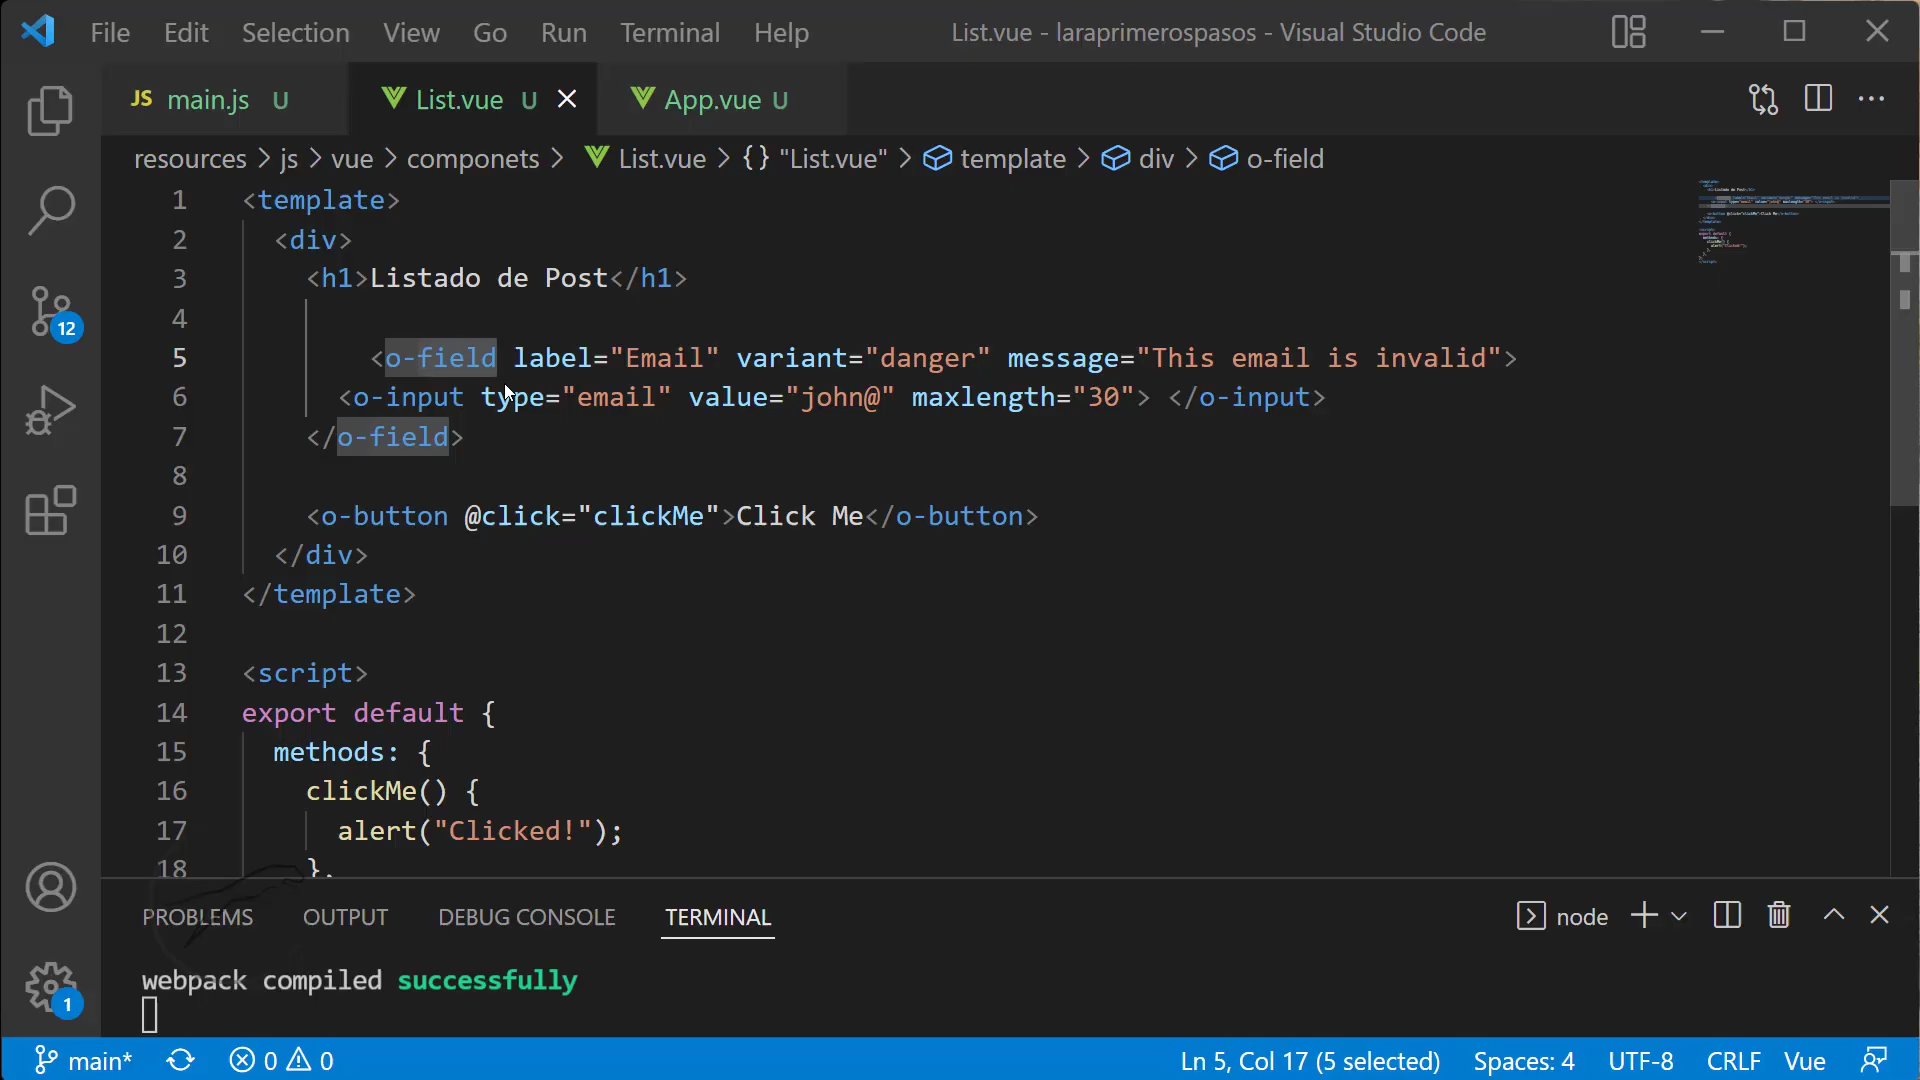 File Edit Selection View Go Run Terminal Help List.vue - laraprimerospasos - Visual Studio Code
JS main.js U List.vue U App.vue U
resources > js > vue > componets > List.vue > {} "List.vue" > template > div > o-field
1 <template>
2 <div>
3 <h1>Listado de Post</h1>
4
5 <o-field label="Email" variant="danger" message="This email is invalid">
6 <o-input type="email" value="john@" maxlength="30"> </o-input>
7 </o-field>
8
9 <o-button @click="clickMe">Click Me</o-button>
10 </div>
11 </template>
12
13 <script>
14 export default {
15 methods: {
16 clickMe() {
17 alert("Clicked!");
18 },
12
PROBLEMS OUTPUT DEBUG CONSOLE TERMINAL node
webpack compiled successfully
1
main* 0 0 Ln 5, Col 17 (5 selected) Spaces: 4 UTF-8 CRLF Vue